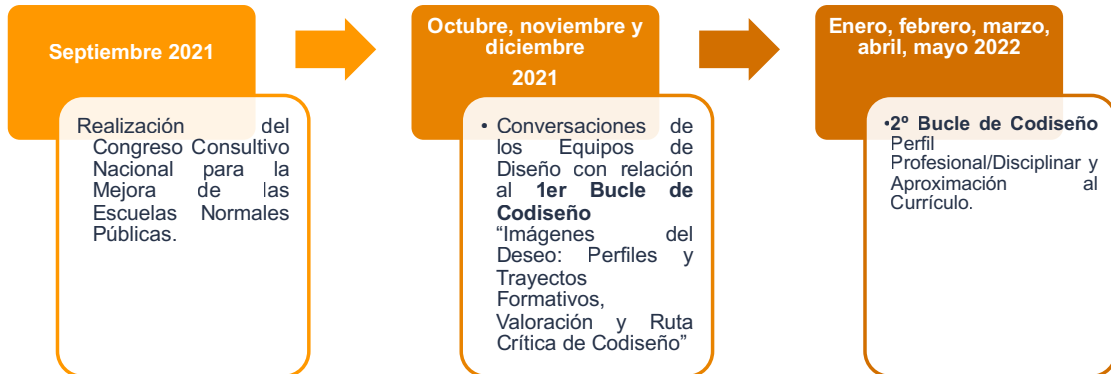 Septiembre 2021
Realización del
Congreso Consultivo
Nacional para la
Mejora de las
Escuelas Normales
Públicas.
Octubre, noviembre y
diciembre
2021
• Conversaciones de
los Equipos de
Diseño con relación
al 1er Bucle de
Codiseño
“Imágenes del
Deseo: Perfiles y
Trayectos
Formativos,
Valoración y Ruta
Crítica de Codiseño”
Enero, febrero, marzo,
abril, mayo 2022
•2º Bucle de Codiseño
Perfil
Profesional/Disciplinar y
Aproximación al
Currículo.